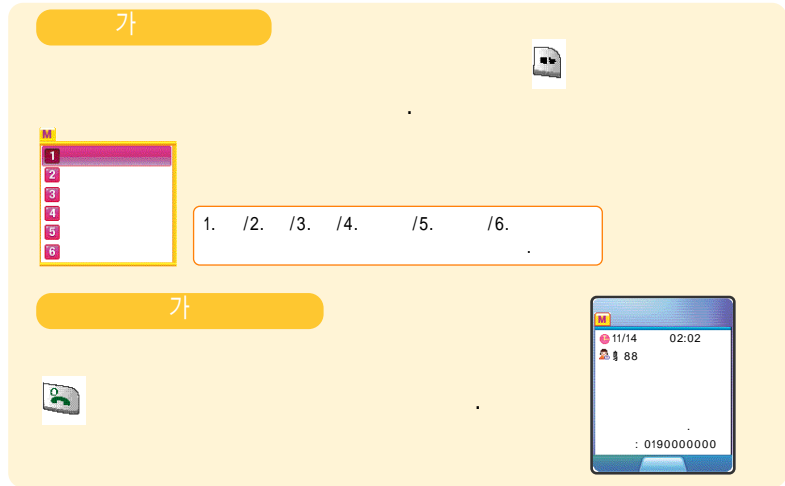 가
.
M
1
2
3
4
5
6
1. /2. /3. /4. /5. /6.
.
가
.
M
11/14 02:02
88
.
: 0190000000